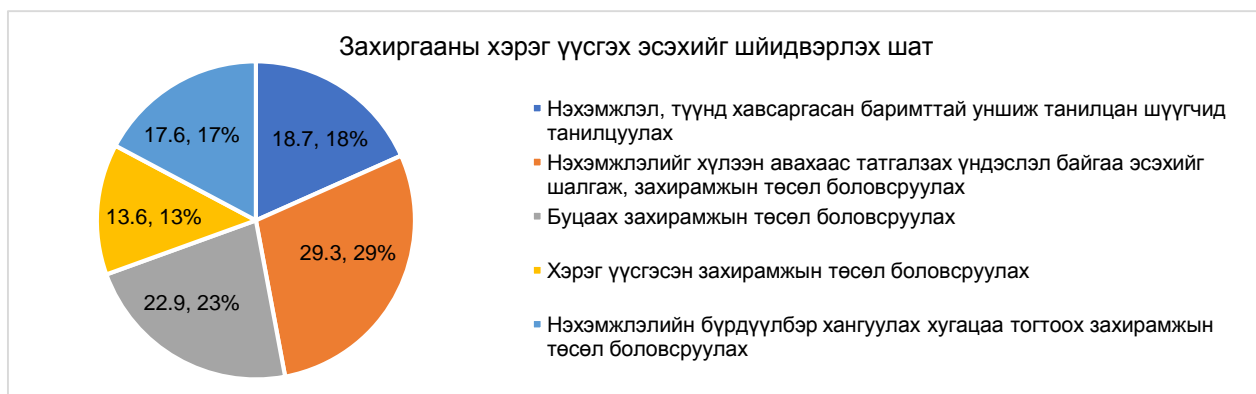 Захиргааны хэрэг үүсгэх эсэхийг шйидвэрлэх шат
17.6, 17%
18.7, 18%
13.6, 13%
29.3, 29%
22.9, 23%
Нэхэмжлэл, түүнд хавсаргасан баримттай уншиж танилцан шүүгчид
танилцуулах
Нэхэмжлэлийг хүлээн авахаас татгалзах үндэслэл байгаа эсэхийг
шалгаж, захирамжын төсөл боловсруулах
Буцаах захирамжын төсөл боловсруулах
Хэрэг үүсгэсэн захирамжын төсөл боловсруулах
Нэхэмжлэлийн бүрдүүлбэр хангуулах хугацаа тогтоох захирамжын
төсөл боловсруулах